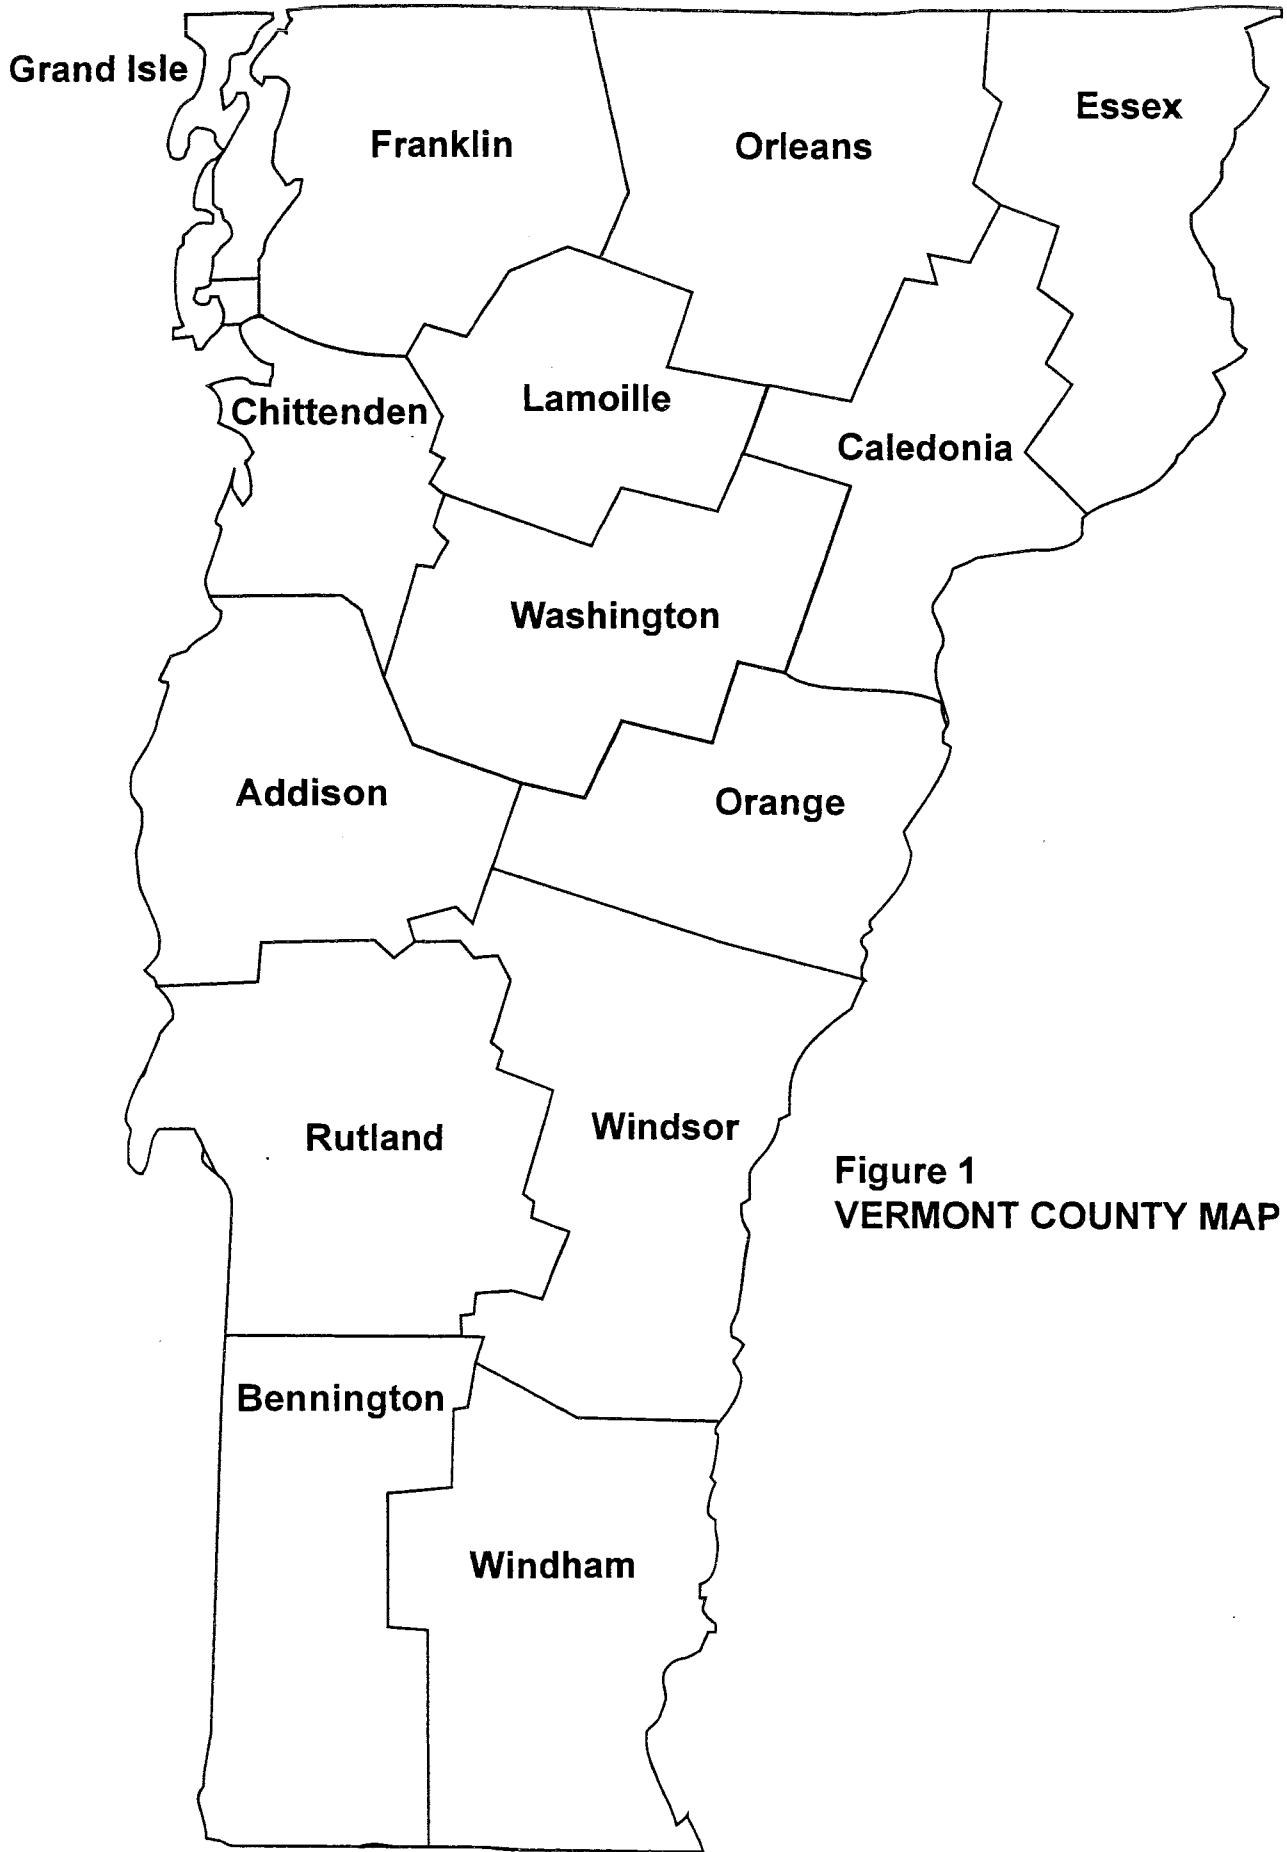 Grand Isle
Essex
Franklin
Orleans
Lamoille
Chittenden
Caledonia
Washington
Addison
Orange
Windsor
Rutland
Figure 1
VERMONT COUNTY MAP
Bennington
Windham